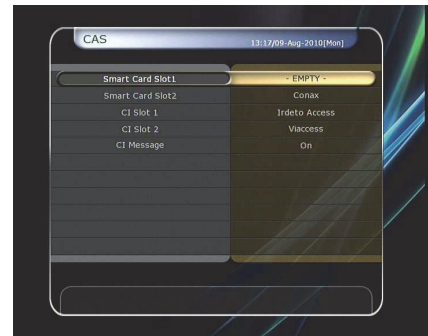 CAS 13:17/09-Aug-2010[Mon]
Smart Card Slot1 - EMPTY -
Smart Card Slot2 Conax
CI Slot 1 Irdeto Access
CI Slot 2 Viaccess
CI Message On